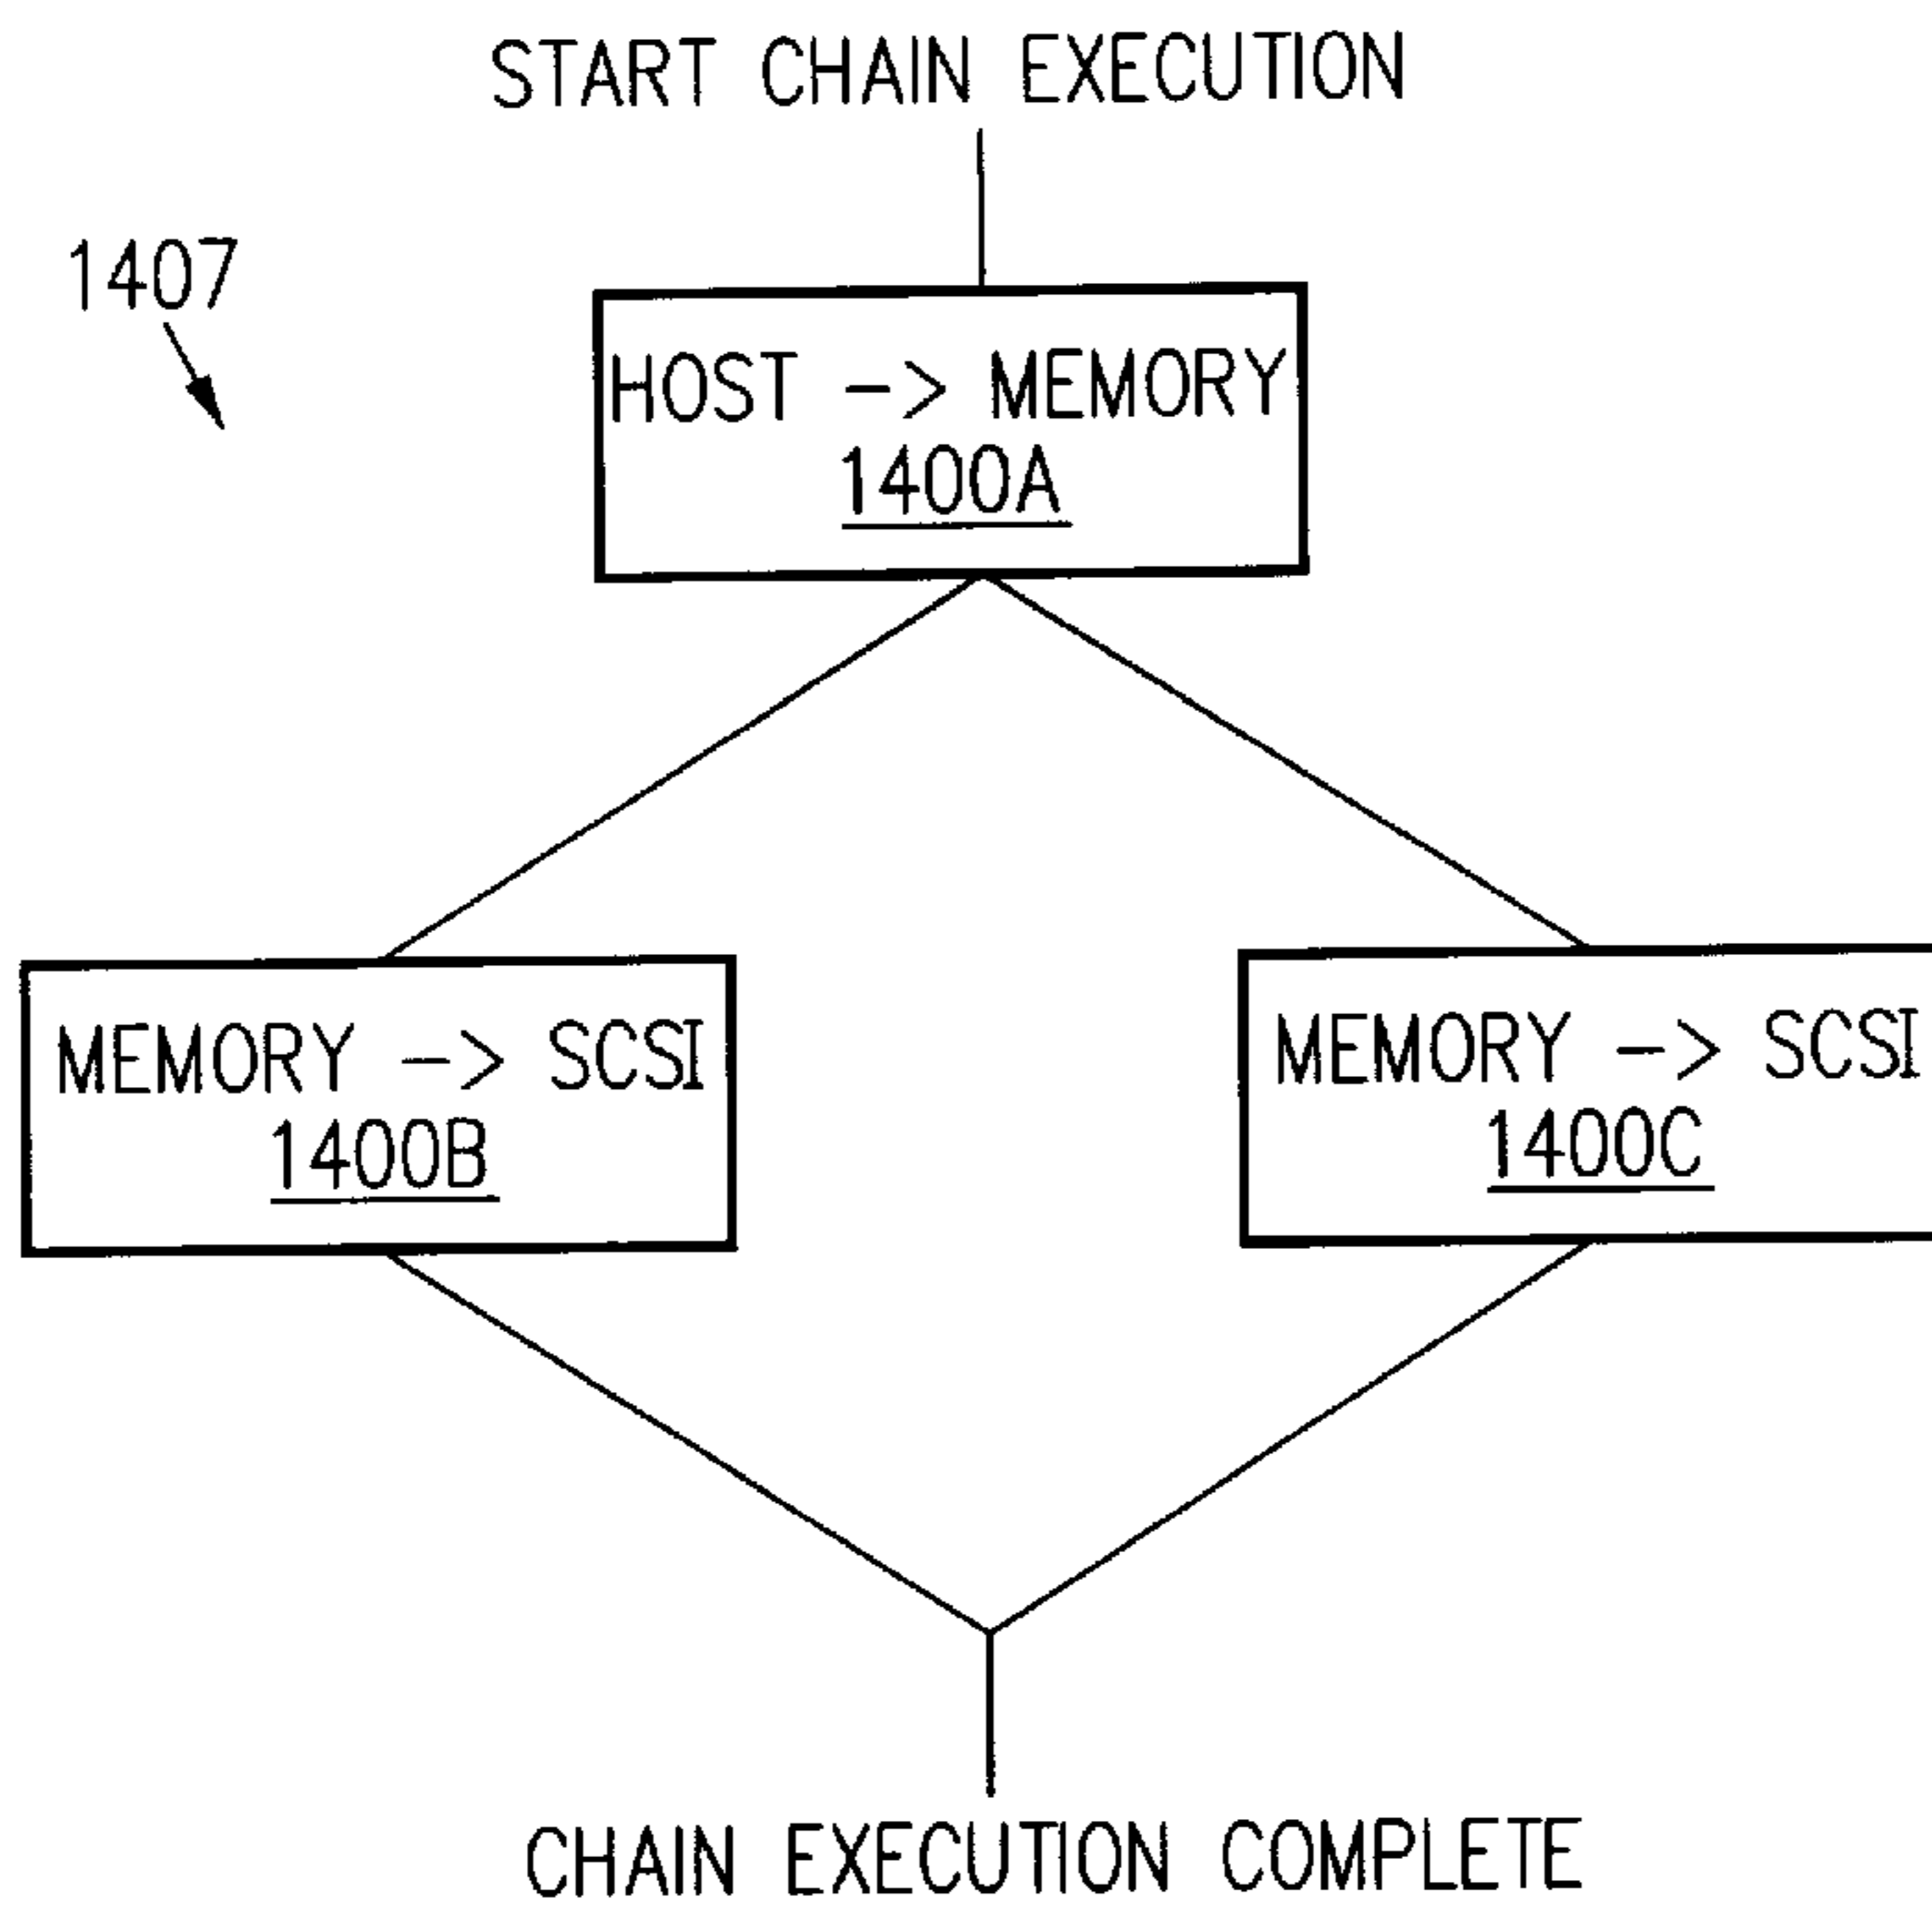 START CHAIN EXECUTION
1407
HOST -> MEMORY
1400A
MEMORY -> SCSI
1400B
MEMORY -> SCSI
1400C
CHAIN EXECUTION COMPLETE